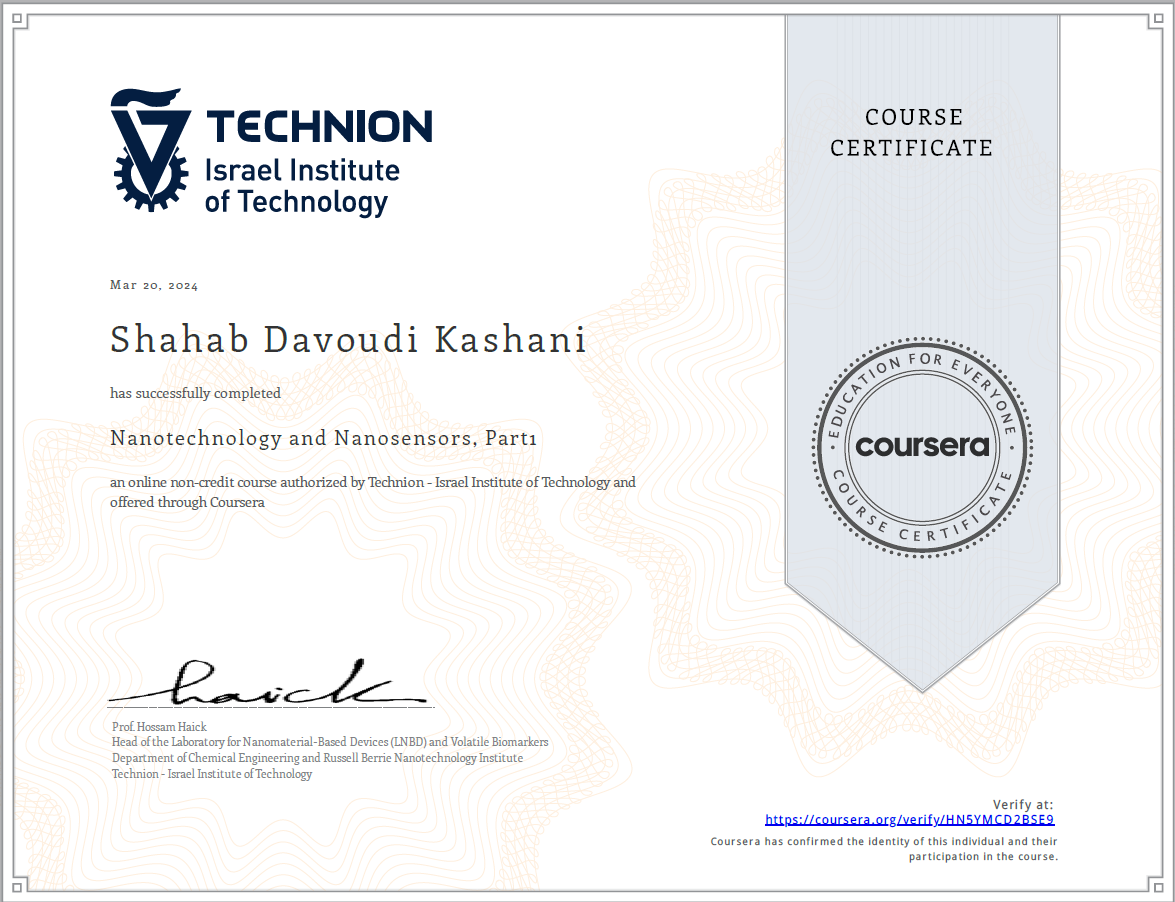 TECHNION
Israel Institute
of Technology
COURSE
CERTIFICATE
Mar 20, 2024
Shahab Davoudi Kashani
has successfully completed
Nanotechnology and Nanosensors, Part1
an online non-credit course authorized by Technion - Israel Institute of Technology and
offered through Coursera
EDUCATION FOR EVERYONE
coursera
COURSE CERTIFICATE
haick
Prof. Hossam Haick
Head of the Laboratory for Nanomaterial-Based Devices (LNBD) and Volatile Biomarkers
Department of Chemical Engineering and Russell Berrie Nanotechnology Institute
Technion - Israel Institute of Technology
Verify at:
https://coursera.org/verify/HN5YMCD2BSE9
Coursera has confirmed the identity of this individual and their
participation in the course.